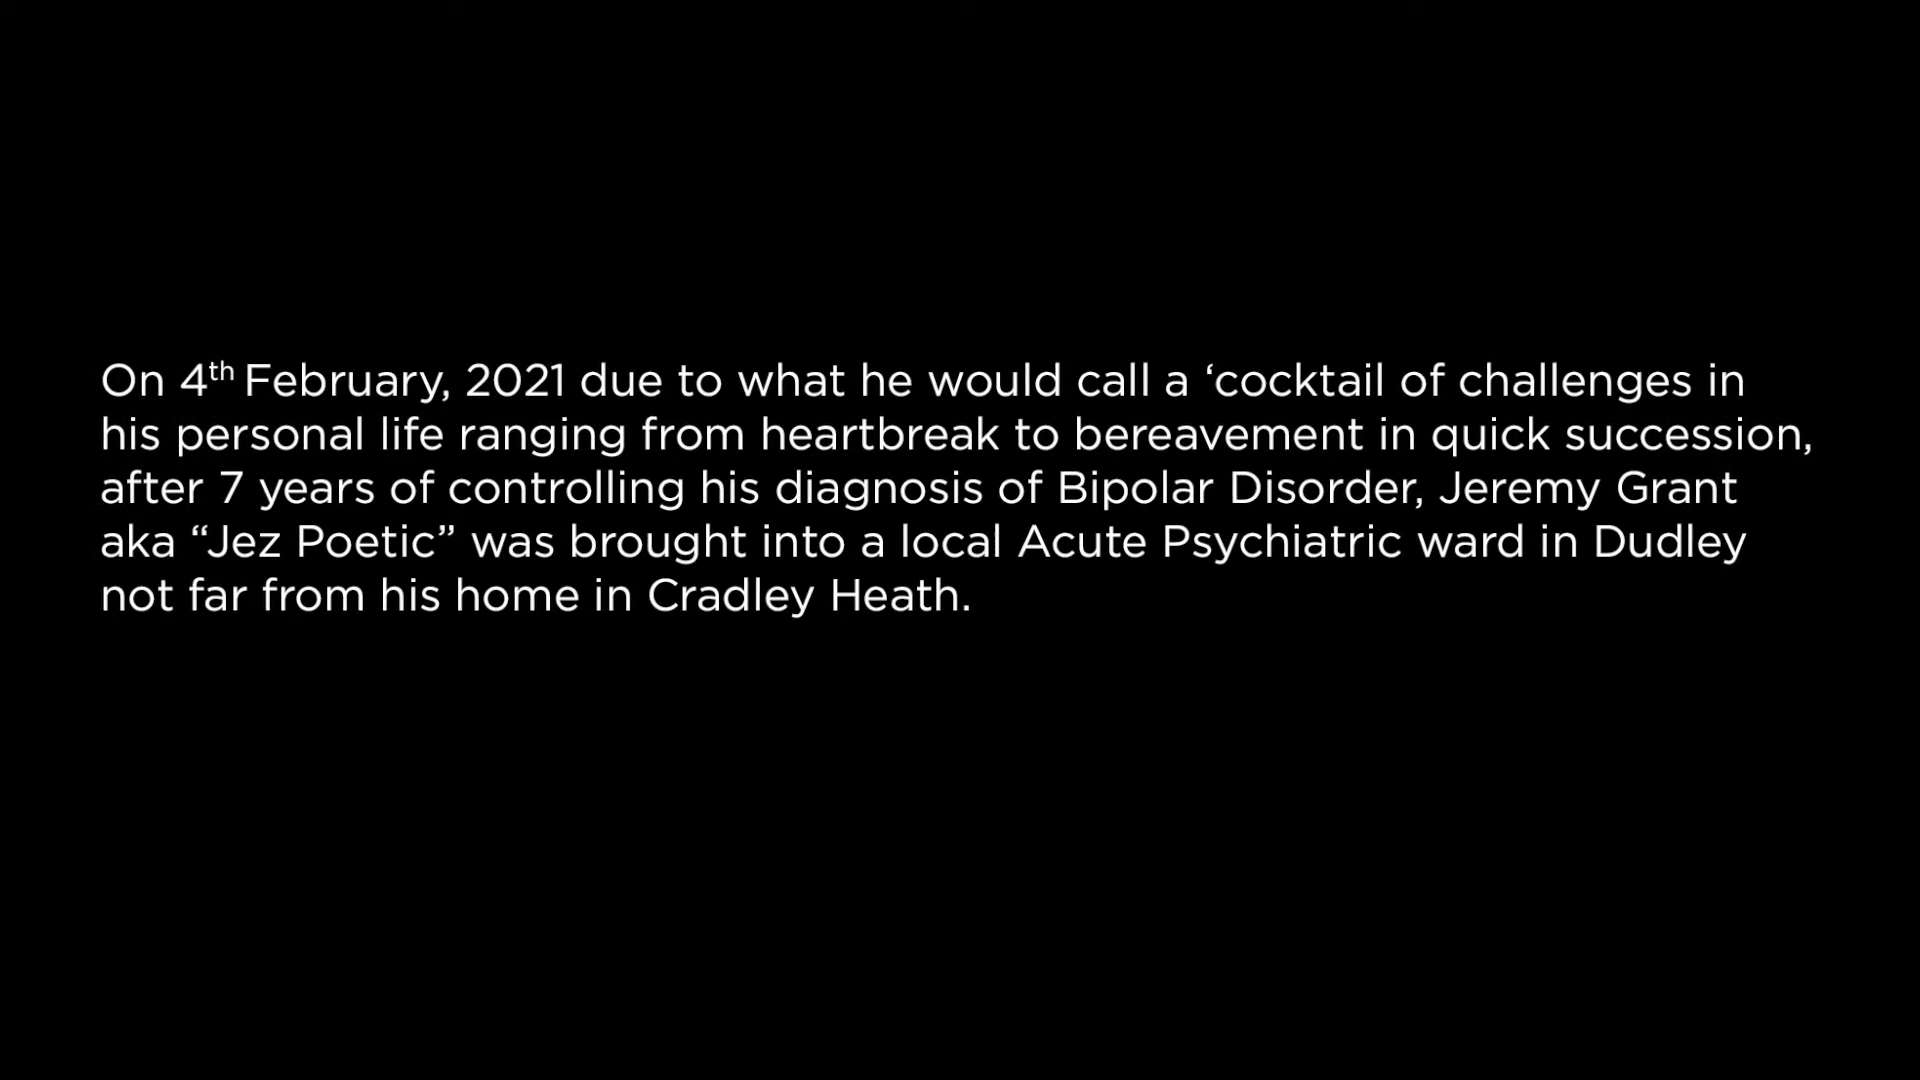 On 4th February, 2021 due to what he would call a ‘cocktail of challenges in
his personal life ranging from heartbreak to bereavement in quick succession,
after 7 years of controlling his diagnosis of Bipolar Disorder, Jeremy Grant
aka “Jez Poetic” was brought into a local Acute Psychiatric ward in Dudley
not far from his home in Cradley Heath.